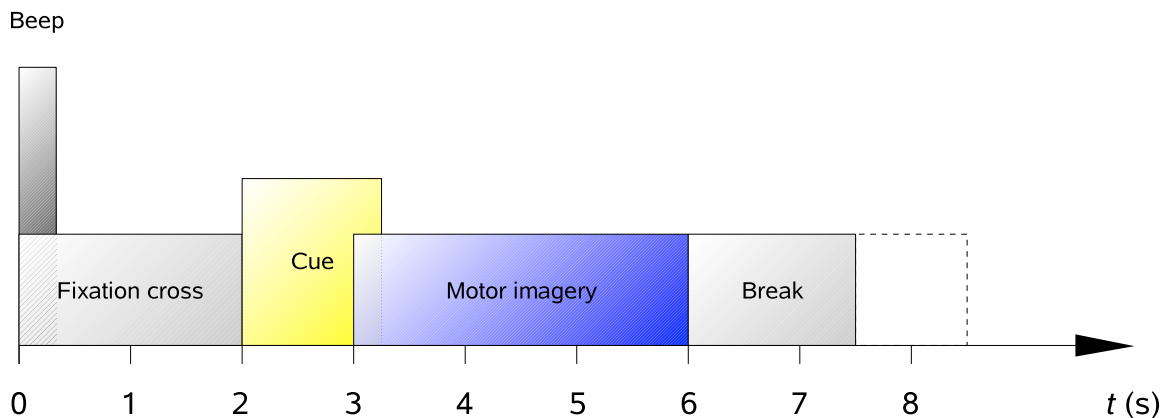 Beep
Cue
Fixation cross
Motor imagery
Break
0 1 2 3 4 5 6 7 8 t (s)